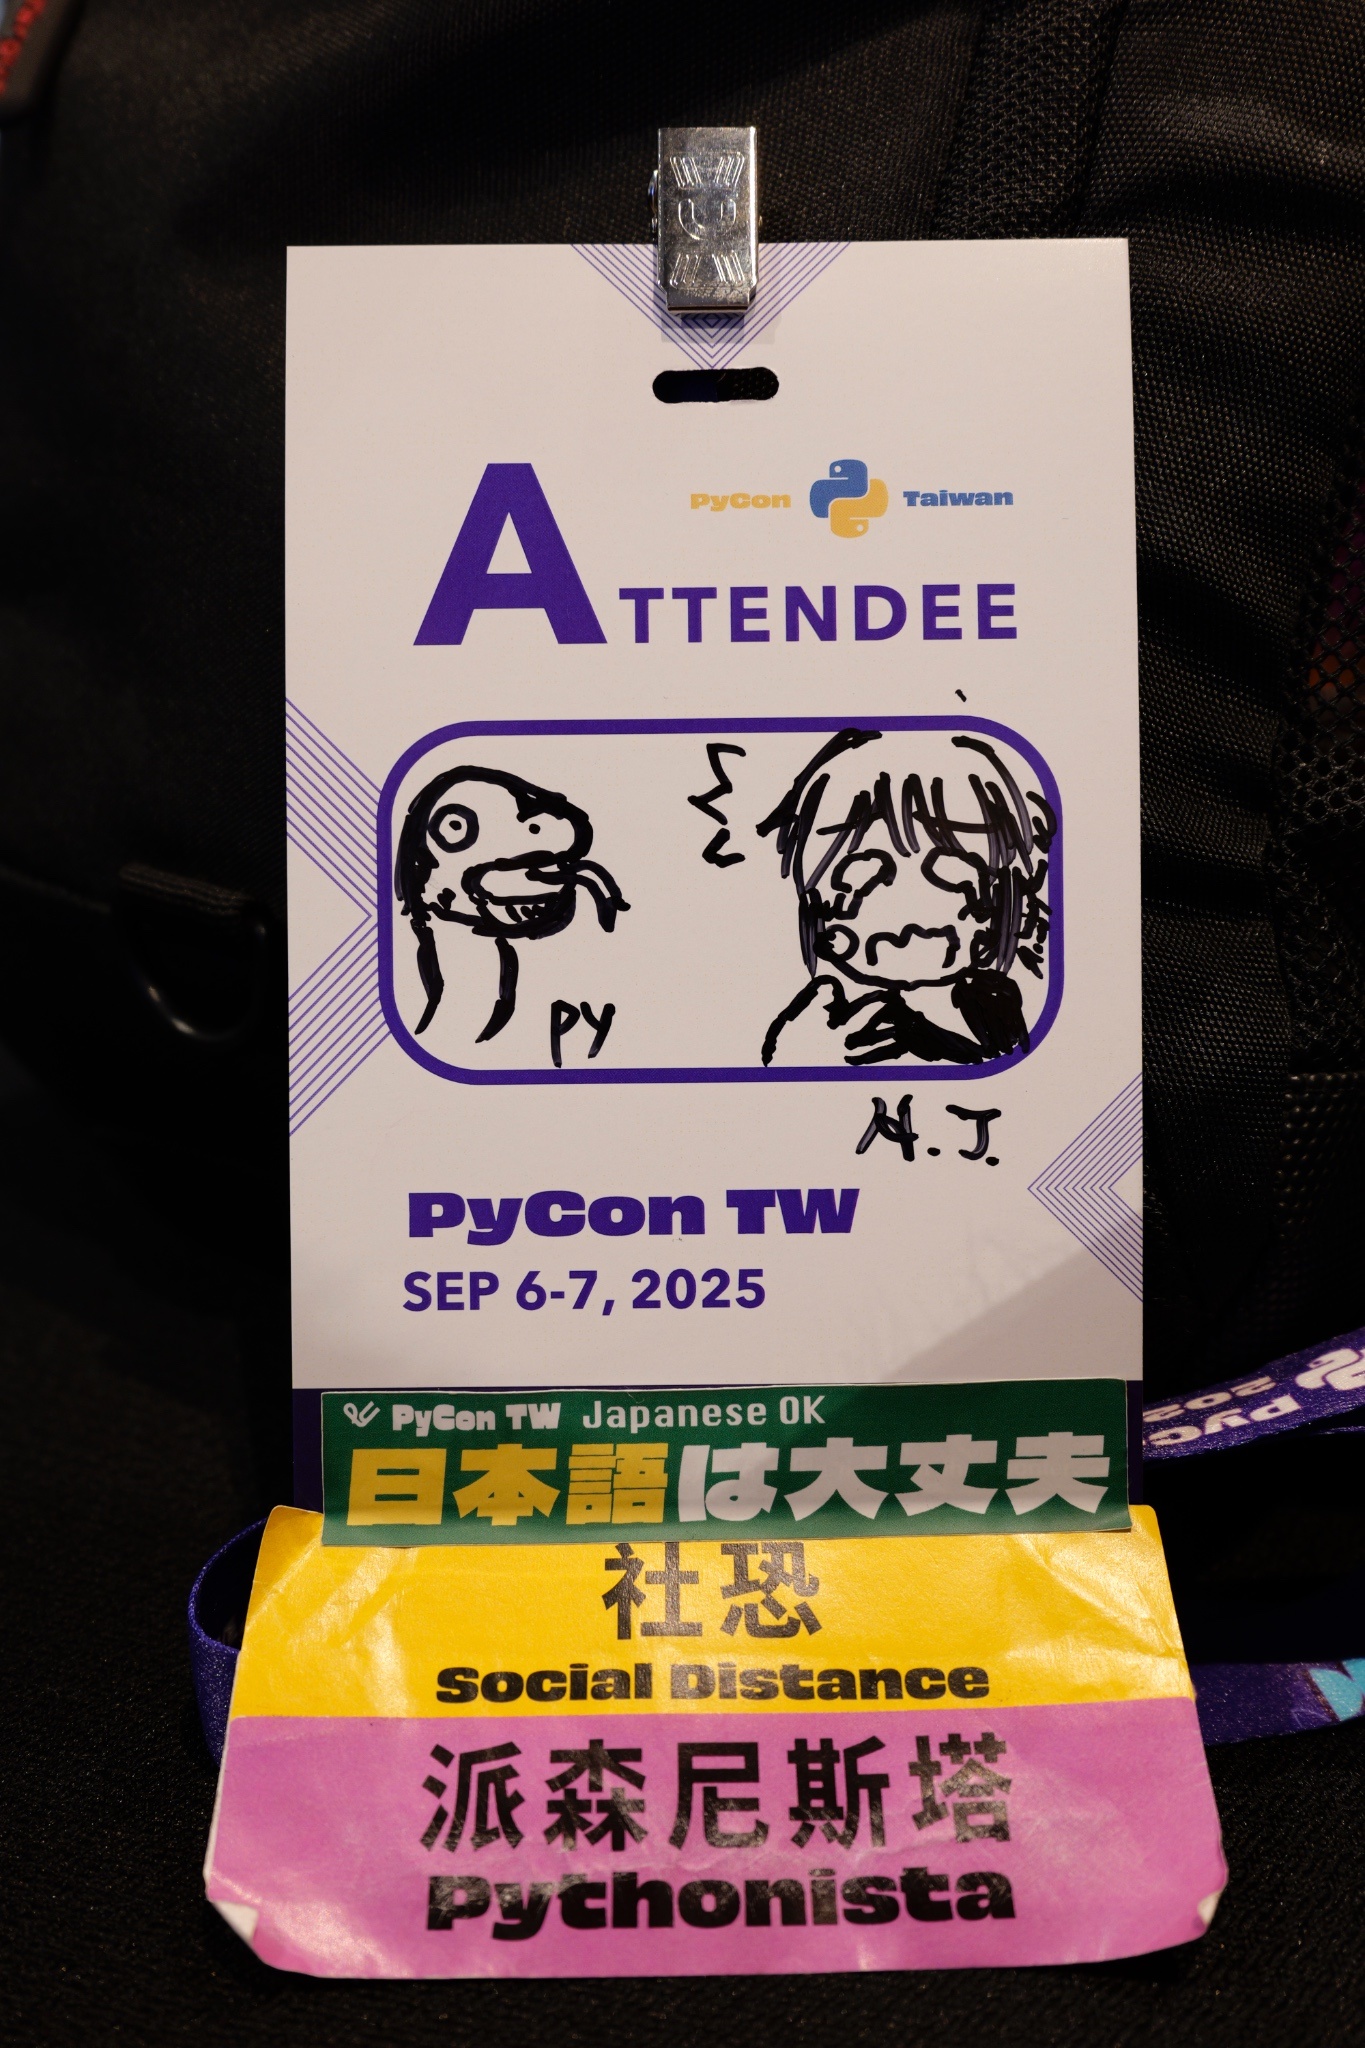 PyCon Taiwan
ATTENDEE
PY
N.J.
PyCon TW
SEP 6-7, 2025
PyCon TW Japanese OK
日本語は大丈夫
社恐
Social Distance
派森尼斯塔
Pythonista